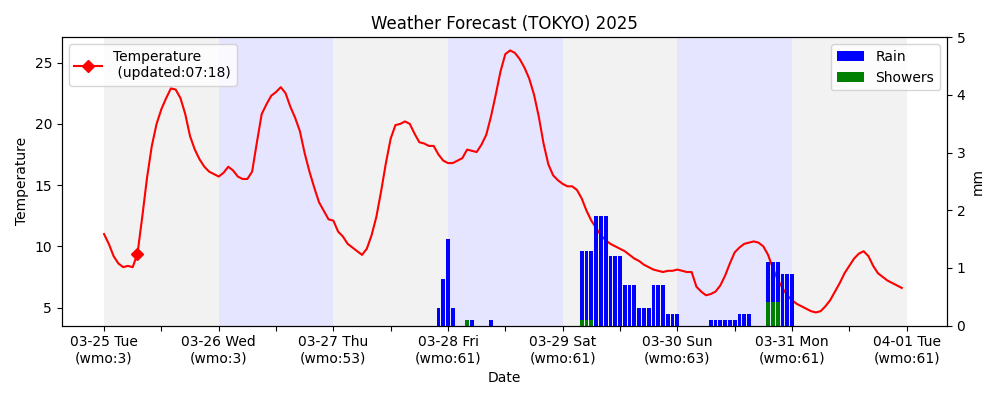 Weather Forecast (TOKYO) 2025
Temperature
(updated:07:18)
Rain
Showers
Temperature
25
20
15
10
5
5
4
3
2
1
0
mm
03-25 Tue
(wmo:3)
03-26 Wed
(wmo:3)
03-27 Thu
(wmo:53)
03-28 Fri
(wmo:61)
03-29 Sat
(wmo:61)
03-30 Sun
(wmo:63)
03-31 Mon
(wmo:61)
04-01 Tue
(wmo:61)
Date